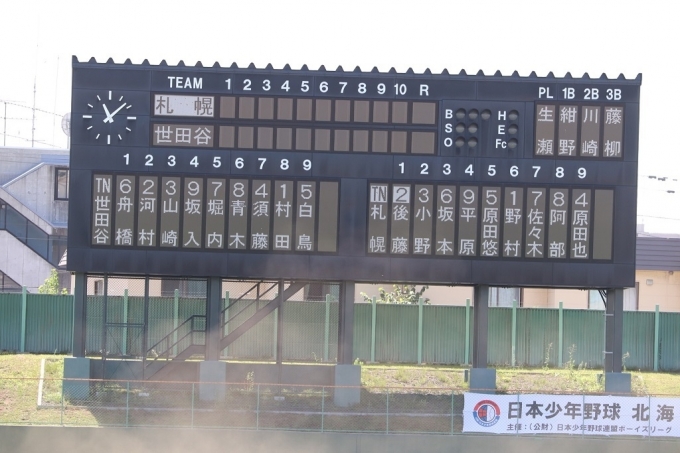 TEAM 1 2 3 4 5 6 7 8 9 10 R
札幌
世田谷
B
S
O
H
E
Fc
PL 1B 2B 3B
生瀬 紺野 川崎 藤柳
1 2 3 4 5 6 7 8 9
TN 6 2 3 9 7 8 4 1 5
世田谷 舟橋 河村 山崎 坂入 堀内 青木 須藤 村田 白鳥
1 2 3 4 5 6 7 8 9
TN 2 3 6 9 5 1 7 8 4
札幌 後藤 小野 坂本 平原 原田悠 野村 佐々木 阿部 原田也
日本少年野球 北海
主催:(公財)日本少年野球連盟ボーイズリーグ